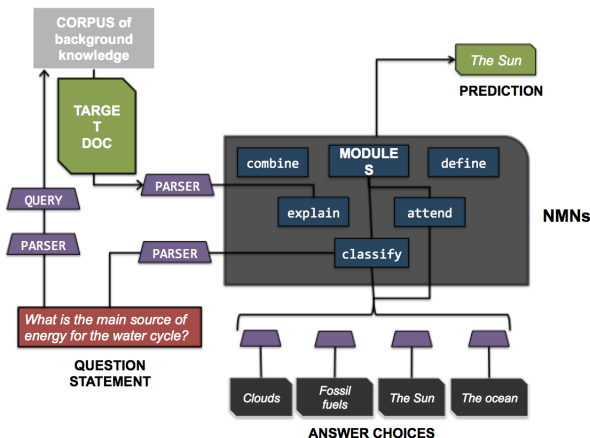 CORPUS of
background
knowledge
TARGE
T
DOC
The Sun
PREDICTION
combine
MODULE
S
define
PARSER
QUERY
explain
attend
NMNs
PARSER
PARSER
classify
What is the main source of
energy for the water cycle?
QUESTION
STATEMENT
Clouds
Fossil
fuels
The Sun
The ocean
ANSWER CHOICES